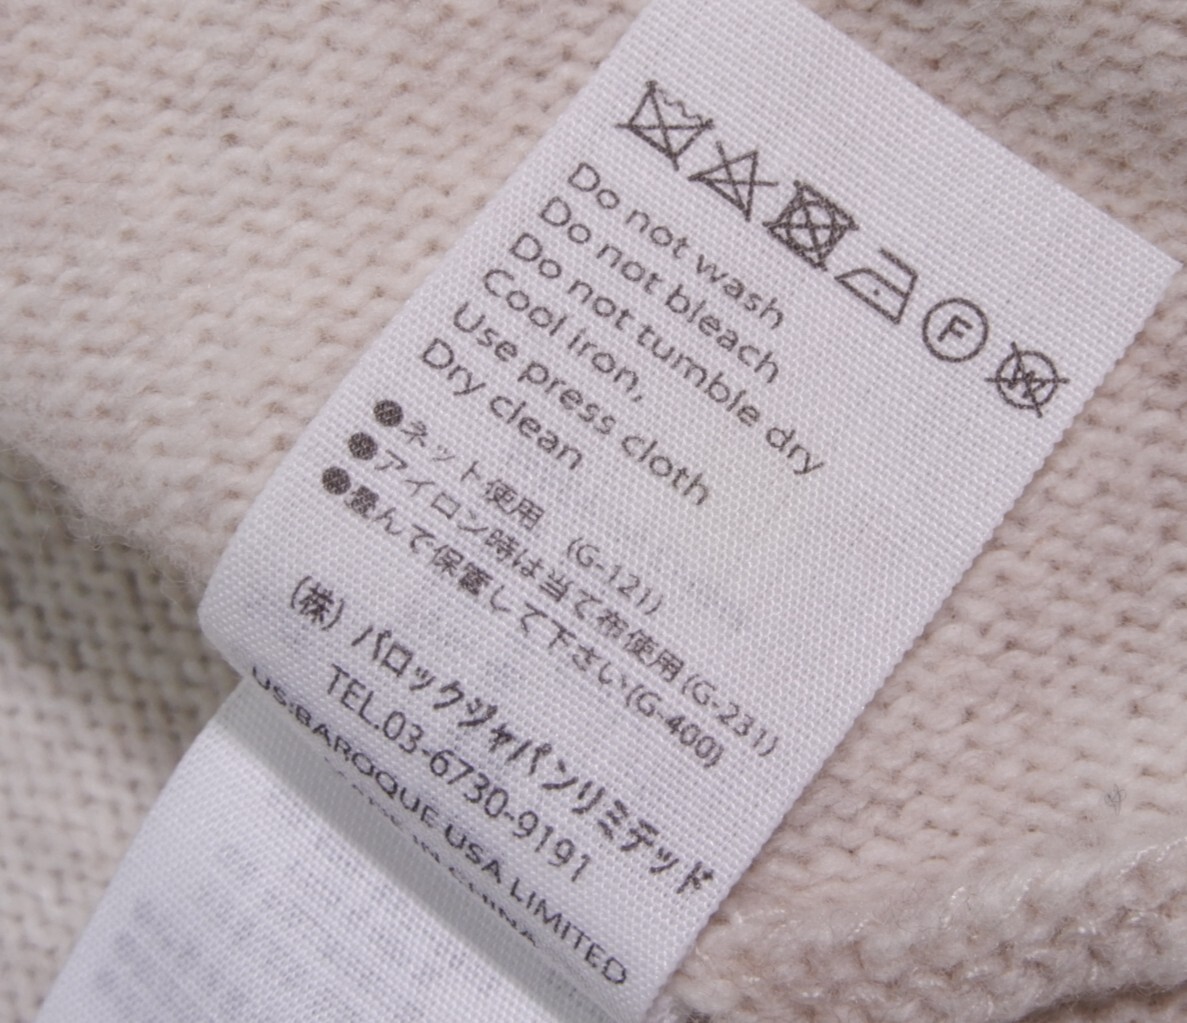 F W
Do not wash
Do not bleach
Do not tumble dry
Cool iron,
Use press cloth
Dry clean
●ネット使用 (G-121)
●アイロン時は当て布使用(G-231)
●畳んで保管して下さい(G-400)
(株) バロックジャパンリミテッド
TEL.03-6730-9191
US:BAROQUE USA LIMITED
MADE IN CHINA